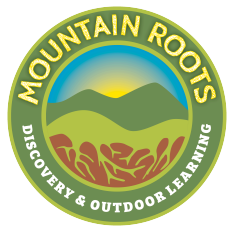 MOUNTAIN ROOTS
DISCOVERY & OUTDOOR LEARNING